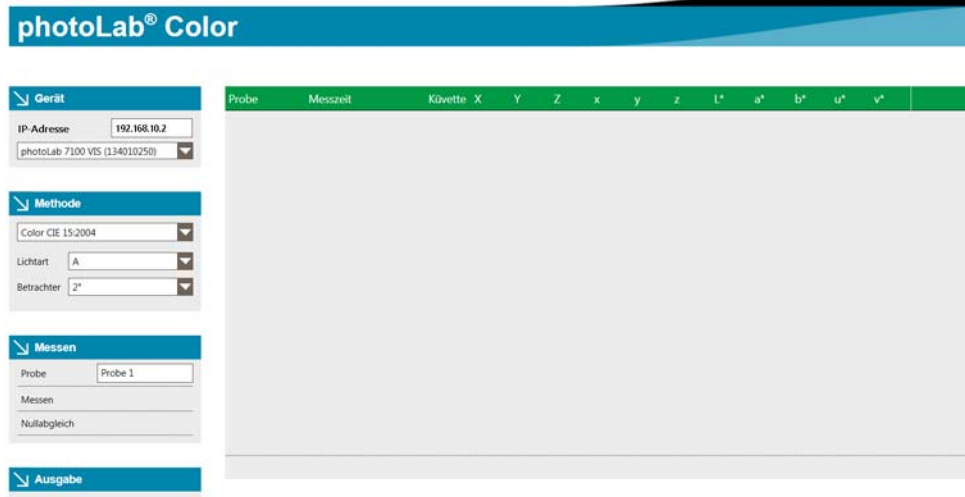 photoLab® Color
Gerät
IP-Adresse 192.168.10.2
photoLab 7100 VIS (134010250)
Methode
Color CIE 15:2004
Lichtart A
Betrachter 2°
Messen
Probe Probe 1
Messen
Nullabgleich
Ausgabe
Probe Messzeit Küvette X Y Z x y z L* a* b* u* v*